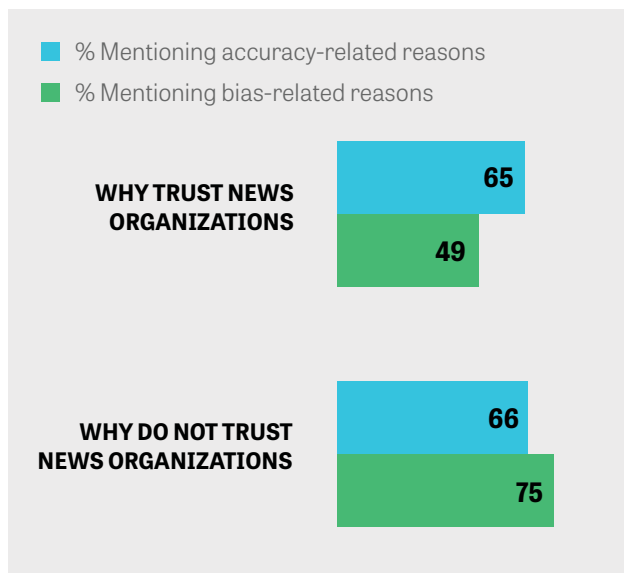 % Mentioning accuracy-related reasons
% Mentioning bias-related reasons
WHY TRUST NEWS
ORGANIZATIONS
65
49
WHY DO NOT TRUST
NEWS ORGANIZATIONS
66
75